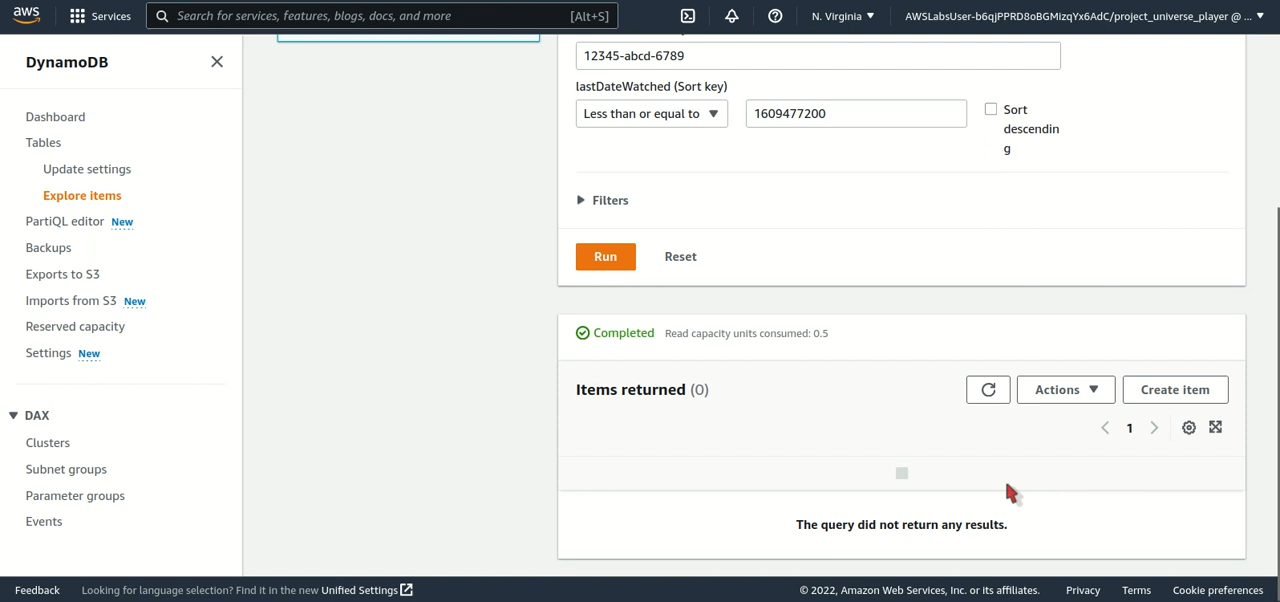 aws
Services
Search for services, features, blogs, docs, and more
[Alt+S]
N. Virginia
AWSLabsUser-b6qjPPRD8oBGMizqYx6AdC/project_universe_player @ ...
DynamoDB
Dashboard
Tables
Update settings
Explore items
PartiQL editor New
Backups
Exports to S3
Imports from S3 New
Reserved capacity
Settings New
DAX
Clusters
Subnet groups
Parameter groups
Events
12345-abcd-6789
lastDateWatched (Sort key)
Less than or equal to
1609477200
Sort
descendin
g
Filters
Run
Reset
Completed
Read capacity units consumed: 0.5
Items returned (0)
Actions
Create item
1
The query did not return any results.
Feedback
Looking for language selection? Find it in the new Unified Settings
© 2022, Amazon Web Services, Inc. or its affiliates.
Privacy
Terms
Cookie preferences